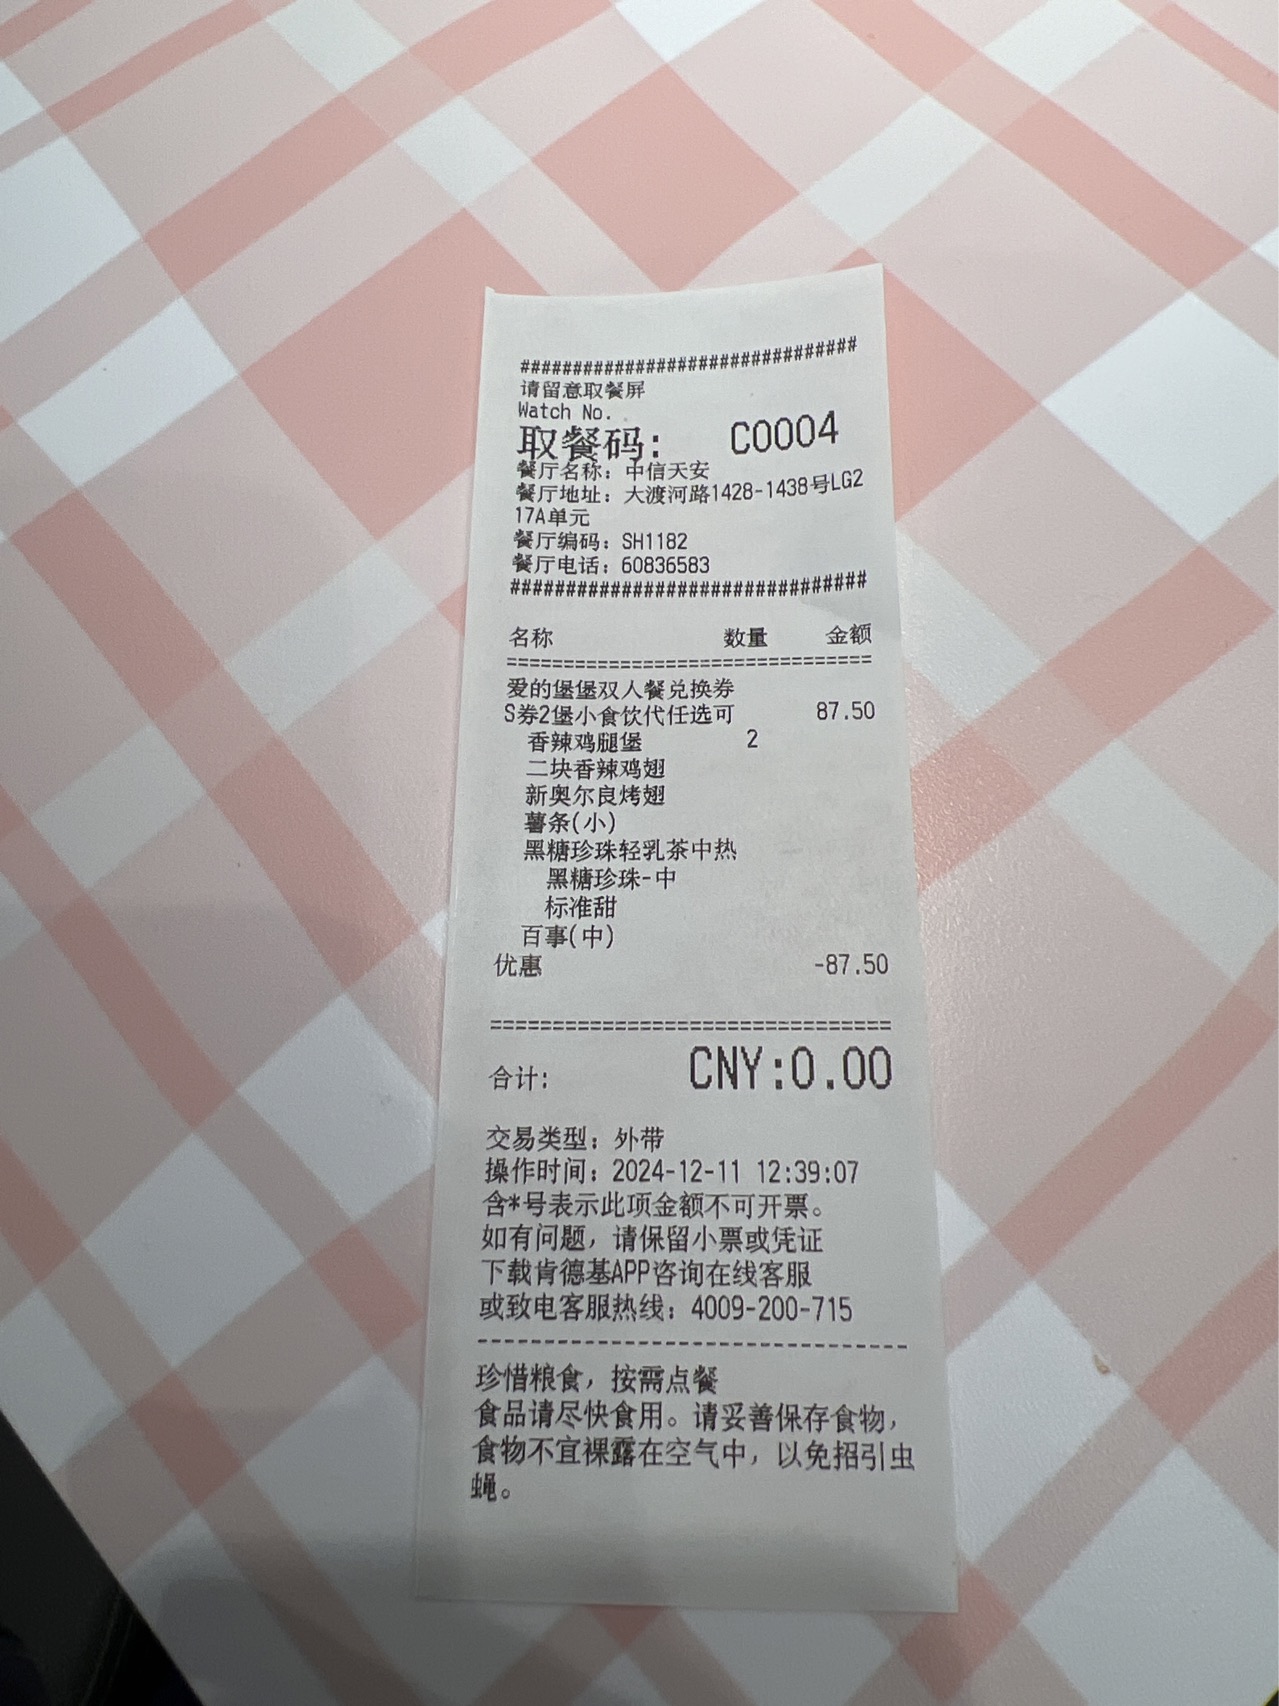 ################################
请留意取餐屏
Watch No.
取餐码: C0004
餐厅名称: 中信天安
餐厅地址: 大渡河路1428-1438号LG2
17A单元
餐厅编码: SH1182
餐厅电话: 60836583
################################
名称 数量 金额
================================
爱的堡堡双人餐兑换券
S券2堡小食饮代任选可 87.50
香辣鸡腿堡 2
二块香辣鸡翅
新奥尔良烤翅
薯条(小)
黑糖珍珠轻乳茶中热
黑糖珍珠-中
标准甜
百事(中)
优惠 -87.50
================================
合计: CNY:0.00
交易类型: 外带
操作时间: 2024-12-11 12:39:07
含*号表示此项金额不可开票。
如有问题，请保留小票或凭证
下载肯德基APP咨询在线客服
或致电客服热线: 4009-200-715
--------------------------------
珍惜粮食，按需点餐
食品请尽快食用。请妥善保存食物，
食物不宜裸露在空气中，以免招引虫
蝇。